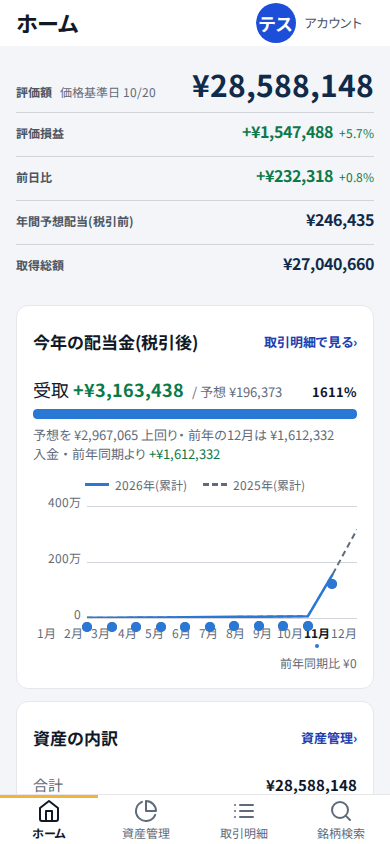 ホーム テス アカウント
評価額 価格基準日 10/20 ¥28,588,148
評価損益 +¥1,547,488 +5.7%
前日比 +¥232,318 +0.8%
年間予想配当(税引前) ¥246,435
取得総額 ¥27,040,660
今年の配当金(税引後) 取引明細で見る›
受取 +¥3,163,438 / 予想 ¥196,373 1611%
予想を ¥2,967,065 上回り・前年の12月は ¥1,612,332
入金・前年同期より +¥1,612,332
2026年(累計) 2025年(累計)
400万
200万
0
1月 2月 3月 4月 5月 6月 7月 8月 9月 10月 11月 12月
前年同期比 ¥0
資産の内訳 資産管理›
合計 ¥28,588,148
ホーム 資産管理 取引明細 銘柄検索